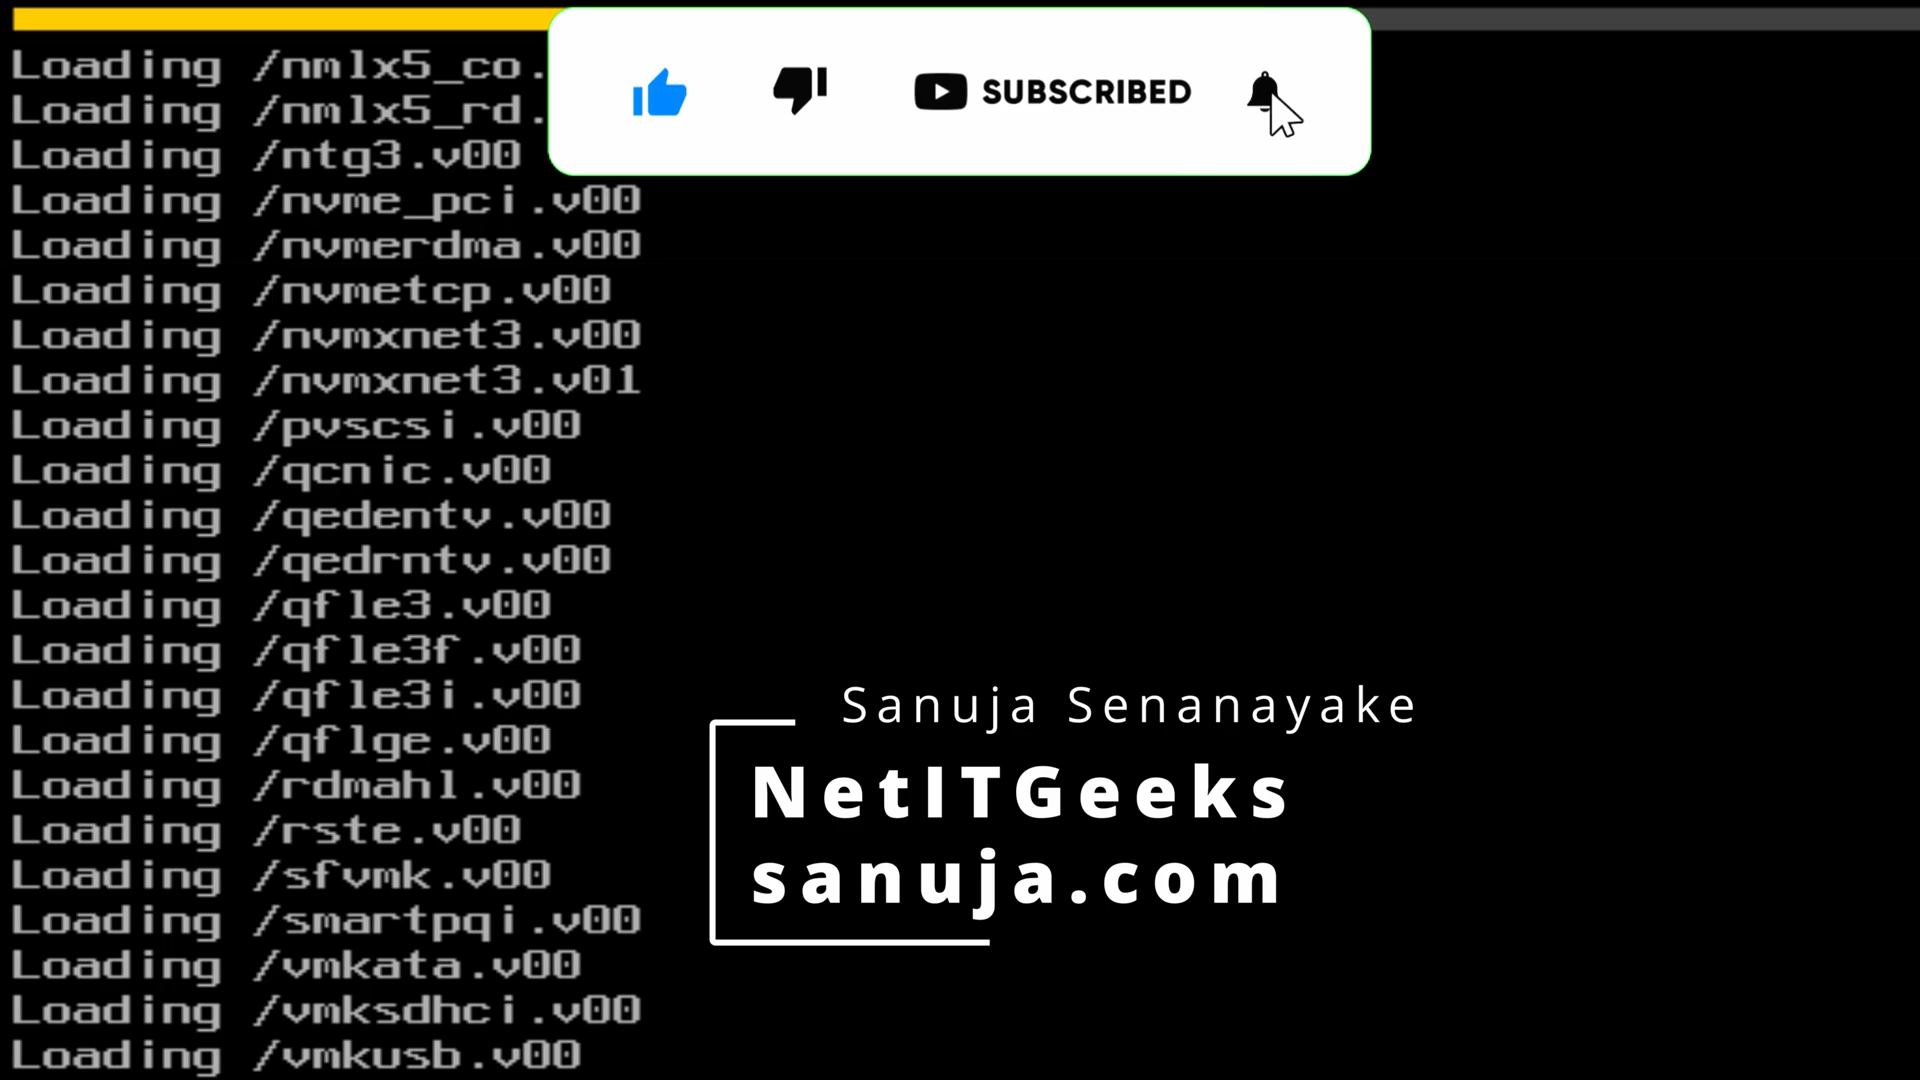 Loading /nmlx5_co.
Loading /nmlx5_rd.
SUBSCRIBED
Loading /ntg3.v00
Loading /nvme_pci.v00
Loading /nvmerdma.v00
Loading /nvmetcp.v00
Loading /nvmxnet3.v00
Loading /nvmxnet3.v01
Loading /pvscsi.v00
Loading /qcnic.v00
Loading /qedentv.v00
Loading /qedrntv.v00
Loading /qfle3.v00
Loading /qfle3f.v00
Loading /qfle3i.v00
Loading /qflge.v00
Loading /rdmahl.v00
Loading /rste.v00
Loading /sfvmk.v00
Loading /smartpqi.v00
Loading /vmkata.v00
Loading /vmksdhci.v00
Loading /vmkusb.v00
Sanuja Senanayake
NetITGeeks
sanuja.com